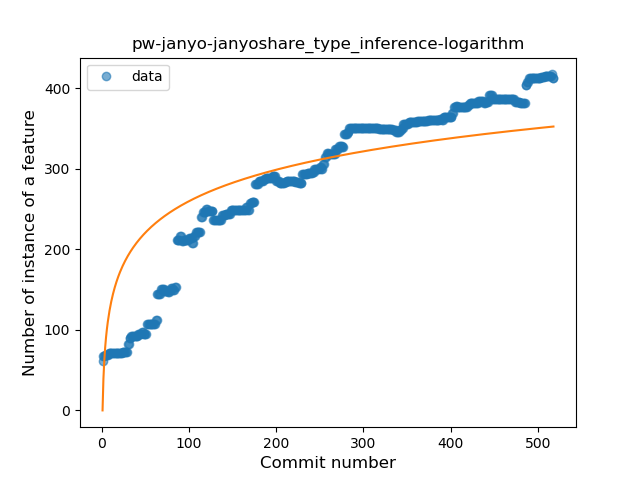 pw-janyo-janyoshare_type_inference-logarithm
data
Number of instance of a feature
400
300
200
100
0
0 100 200 300 400 500
Commit number